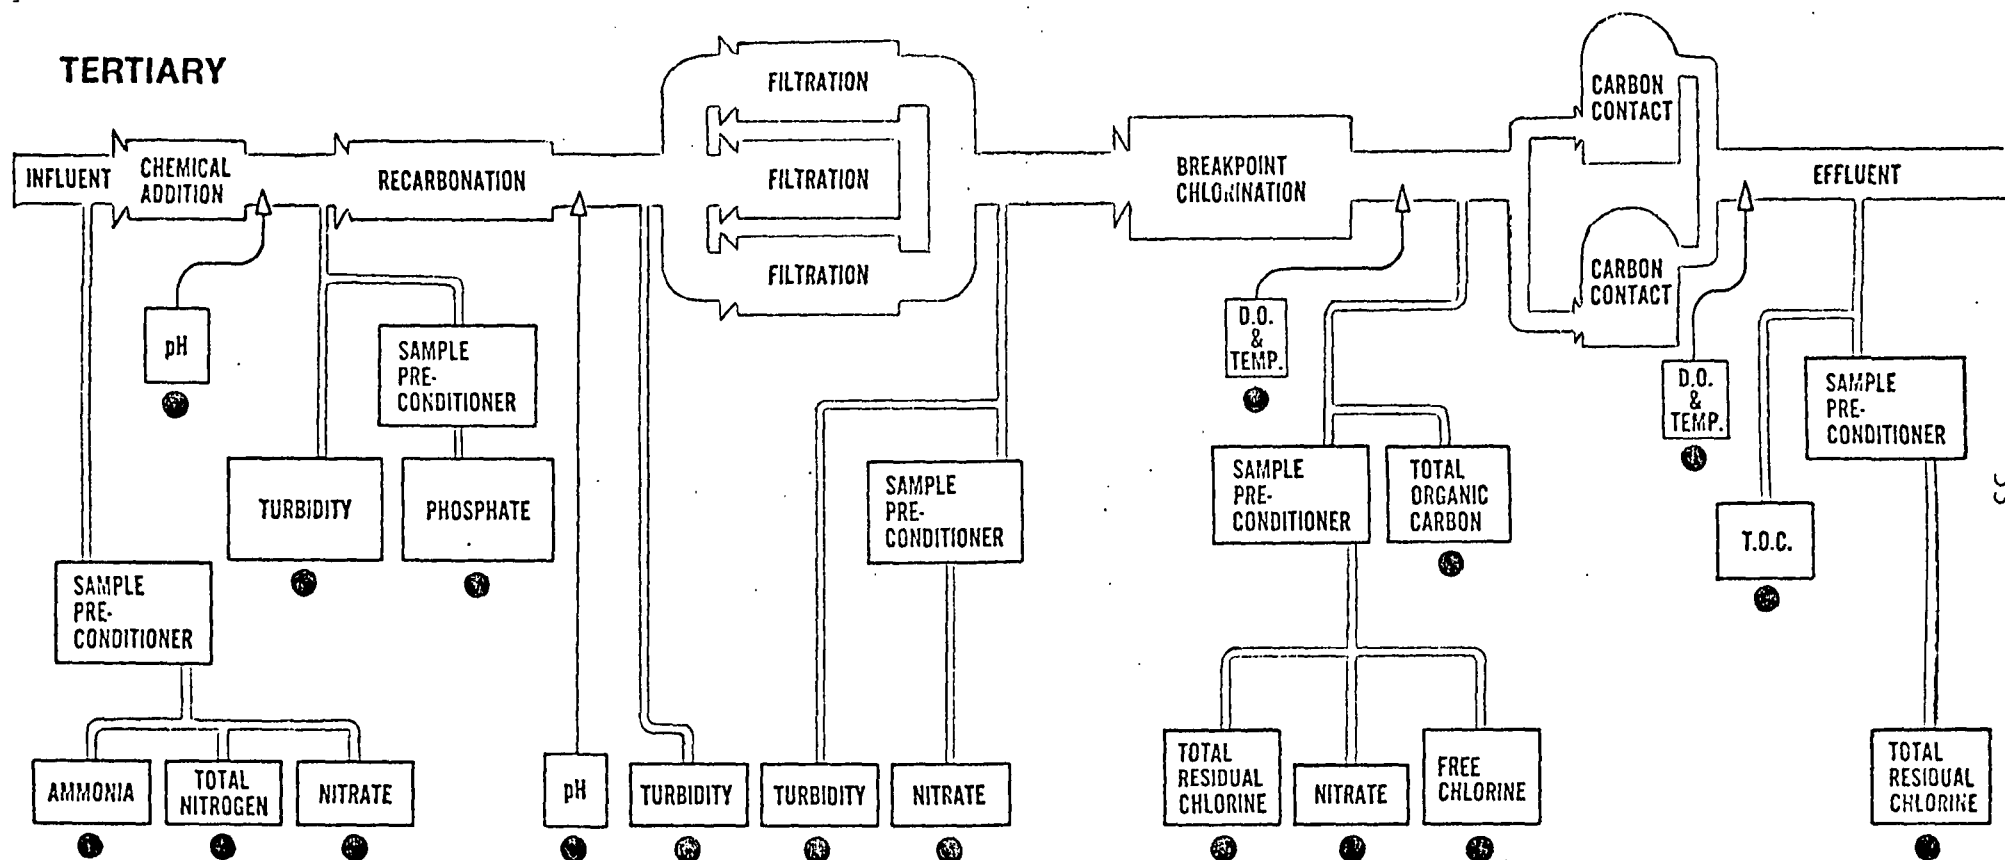 TERTIARY
INFLUENT
CHEMICAL
ADDITION
RECARBONATION
FILTRATION
FILTRATION
FILTRATION
BREAKPOINT
CHLORINATION
CARBON
CONTACT
CARBON
CONTACT
EFFLUENT
pH
SAMPLE
PRE-
CONDITIONER
TURBIDITY
PHOSPHATE
SAMPLE
PRE-
CONDITIONER
AMMONIA
TOTAL
NITROGEN
NITRATE
pH
TURBIDITY
TURBIDITY
SAMPLE
PRE-
CONDITIONER
NITRATE
D.O.
&
TEMP.
SAMPLE
PRE-
CONDITIONER
TOTAL
ORGANIC
CARBON
TOTAL
RESIDUAL
CHLORINE
NITRATE
FREE
CHLORINE
D.O.
&
TEMP.
T.O.C.
SAMPLE
PRE-
CONDITIONER
TOTAL
RESIDUAL
CHLORINE